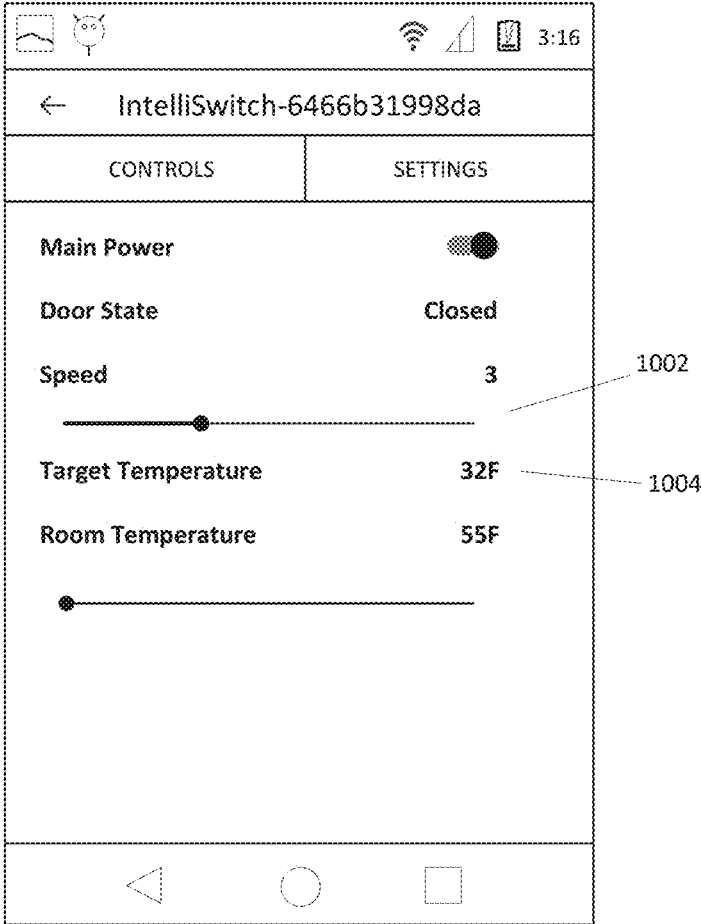 3:16
← IntelliSwitch-6466b31998da
CONTROLS SETTINGS
Main Power
Door State Closed
Speed 3
1002
Target Temperature 32F
1004
Room Temperature 55F